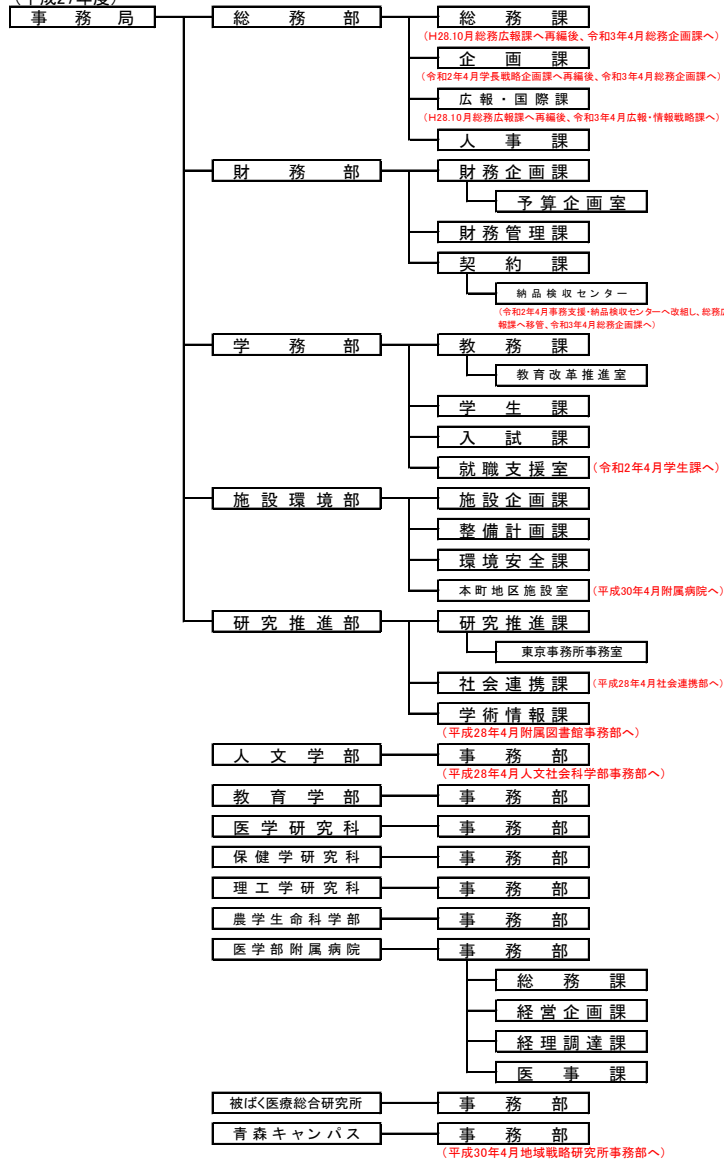 (平成27年度)
事務局
総務部
総務課
(H28.10月総務広報課へ再編後、令和3年4月総務企画課へ)
企画課
(令和2年4月学長戦略企画課へ再編後、令和3年4月総務企画課へ)
広報・国際課
(H28.10月総務広報課へ再編後、令和3年4月広報・情報戦略課へ)
人事課
財務部
財務企画課
予算企画室
財務管理課
契約課
納品検収センター
(令和2年4月事務支援・納品検収センターへ改組し、総務広
報課へ移管、令和3年4月総務企画課へ)
学務部
教務課
教育改革推進室
学生課
入試課
就職支援室
(令和2年4月学生課へ)
施設環境部
施設企画課
整備計画課
環境安全課
本町地区施設室
(平成30年4月附属病院へ)
研究推進部
研究推進課
東京事務所事務室
社会連携課
(平成28年4月社会連携部へ)
学術情報課
(平成28年4月附属図書館事務部へ)
人文学部
事務部
(平成28年4月人文社会科学部事務部へ)
教育学部
事務部
医学研究科
事務部
保健学研究科
事務部
理工学研究科
事務部
農学生命科学部
事務部
医学部附属病院
事務部
総務課
経営企画課
経理調達課
医事課
被ばく医療総合研究所
事務部
青森キャンパス
事務部
(平成30年4月地域戦略研究所事務部へ)